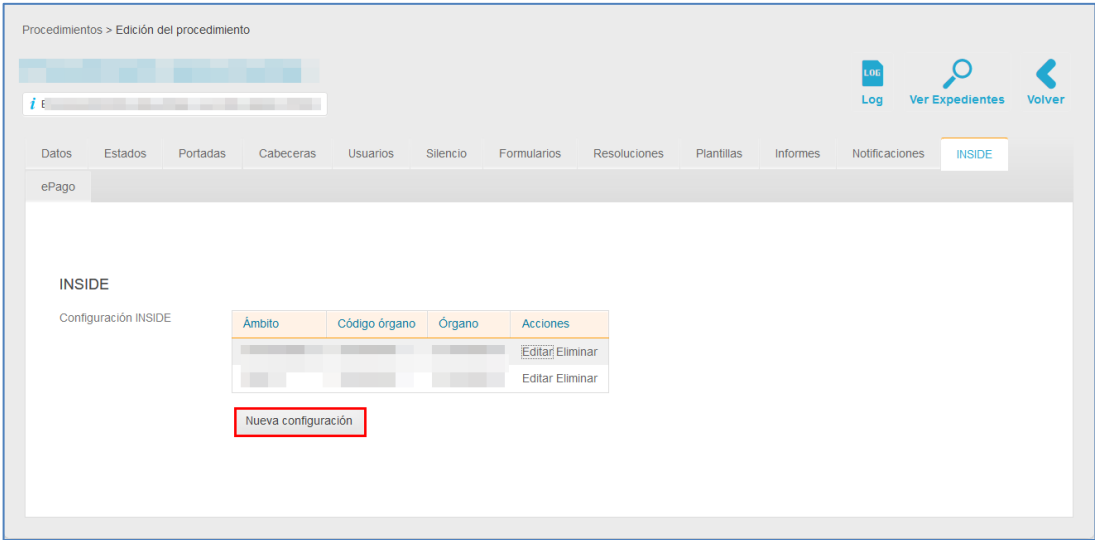 Procedimientos > Edición del procedimiento
LOG
Log Ver Expedientes Volver
i E
Datos Estados Portadas Cabeceras Usuarios Silencio Formularios Resoluciones Plantillas Informes Notificaciones INSIDE
ePago
INSIDE
Configuración INSIDE
Ámbito Código órgano Órgano Acciones
Editar Eliminar
Editar Eliminar
Nueva configuración